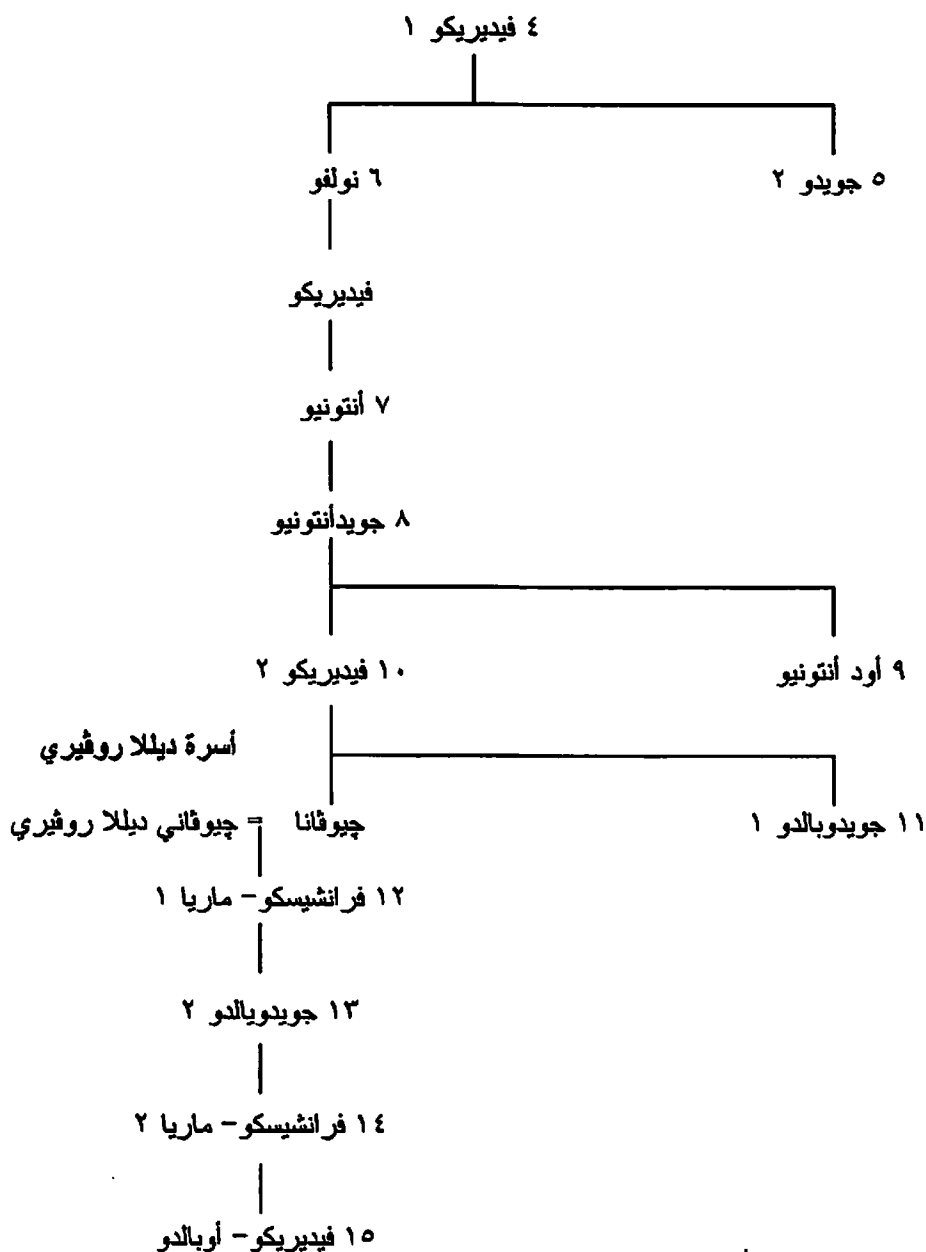 ٤ فيديريكو ١
٥ جويدو ٢
٦ نولفو
فيديريكو
٧ أنتونيو
٨ جويدأنتونيو
٩ أود أنتونيو
١٠ فيديريكو ٢
أسرة ديللا روڤيري
١١ جويدوبالدو ١
چيوڤانا = چيوڤاني ديللا روڤيري
١٢ فرانشيسكو – ماريا ١
١٣ جويدويالدو ٢
١٤ فرانشيسكو – ماريا ٢
١٥ فيديريكو – أوبالدو